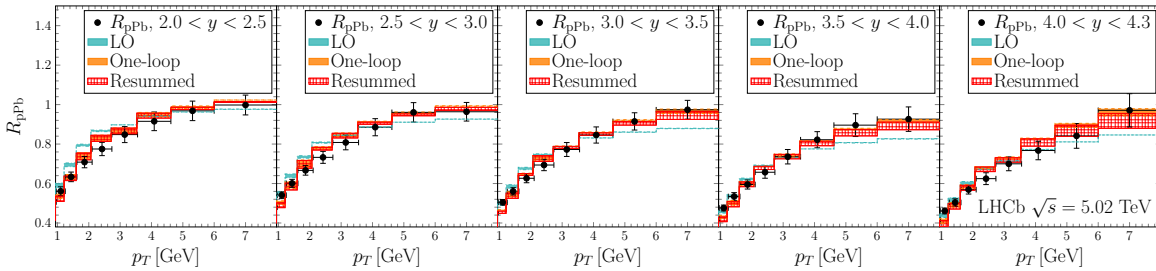 R_pPb
1.4
1.2
1
0.8
0.6
0.4
R_pPb, 2.0 < y < 2.5
LO
One-loop
Resummed
R_pPb, 2.5 < y < 3.0
LO
One-loop
Resummed
R_pPb, 3.0 < y < 3.5
LO
One-loop
Resummed
R_pPb, 3.5 < y < 4.0
LO
One-loop
Resummed
R_pPb, 4.0 < y < 4.3
LO
One-loop
Resummed
LHCb √s = 5.02 TeV
1 2 3 4 5 6 7
1 2 3 4 5 6 7
1 2 3 4 5 6 7
1 2 3 4 5 6 7
1 2 3 4 5 6 7
p_T [GeV]
p_T [GeV]
p_T [GeV]
p_T [GeV]
p_T [GeV]